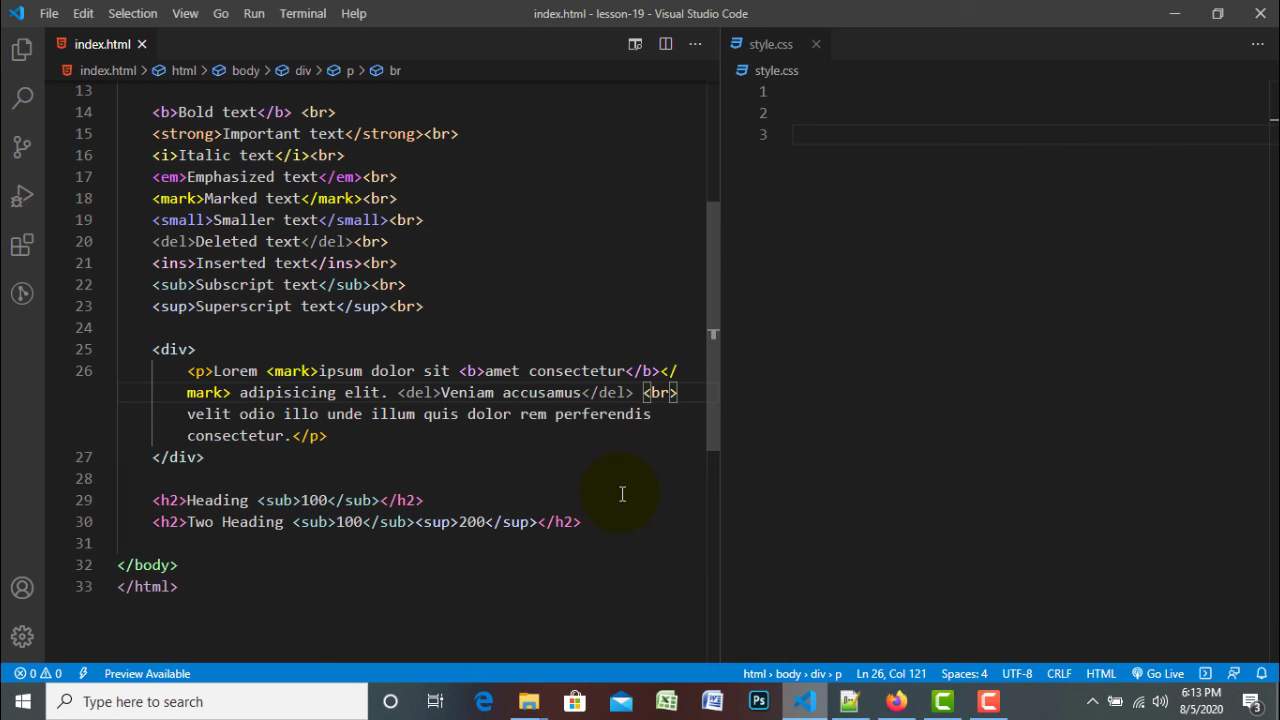 File Edit Selection View Go Run Terminal Help
index.html - lesson-19 - Visual Studio Code
index.html
style.css
index.html > html > body > div > p > br
style.css
13
14 <b>Bold text</b> <br>
15 <strong>Important text</strong><br>
16 <i>Italic text</i><br>
17 <em>Emphasized text</em><br>
18 <mark>Marked text</mark><br>
19 <small>Smaller text</small><br>
20 <del>Deleted text</del><br>
21 <ins>Inserted text</ins><br>
22 <sub>Subscript text</sub><br>
23 <sup>Superscript text</sup><br>
24
25 <div>
26 <p>Lorem <mark>ipsum dolor sit <b>amet consectetur</b></
mark> adipisicing elit. <del>Veniam accusamus</del> <br>
velit odio illo unde illum quis dolor rem perferendis
consectetur.</p>
27 </div>
28
29 <h2>Heading <sub>100</sub></h2>
30 <h2>Two Heading <sub>100</sub><sup>200</sup></h2>
31
32 </body>
33 </html>
1
2
3
0 0 Preview Available
html > body > div > p Ln 26, Col 121 Spaces: 4 UTF-8 CRLF HTML Go Live
Type here to search
Ps
6:13 PM
8/5/2020
3